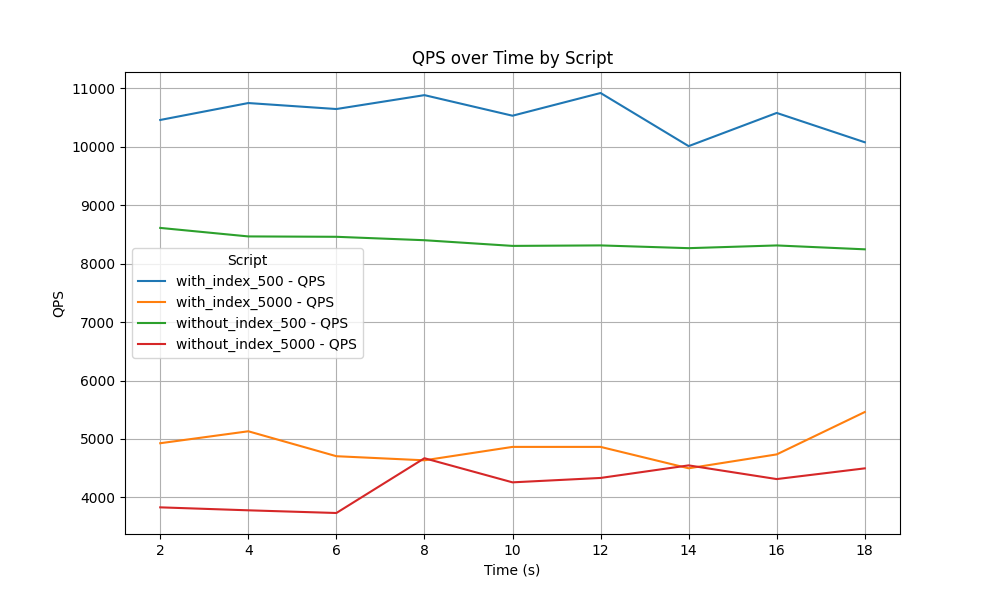 QPS over Time by Script
11000
10000
9000
8000
7000
6000
5000
4000
QPS
Script
with_index_500 - QPS
with_index_5000 - QPS
without_index_500 - QPS
without_index_5000 - QPS
2 4 6 8 10 12 14 16 18
Time (s)